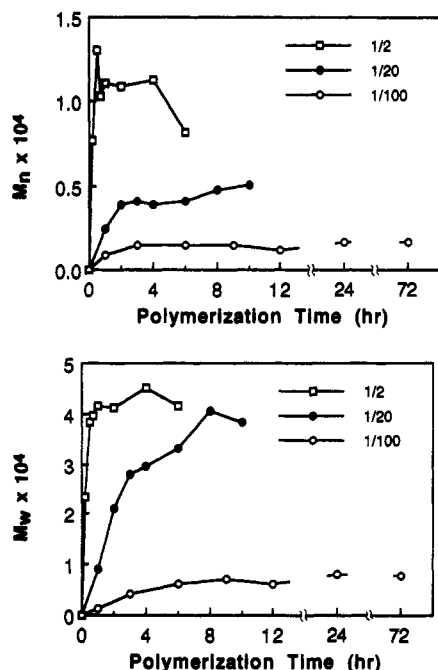 1.5
1.0
0.5
0.0
Mn x 10⁴
1/2
1/20
1/100
0 4 8 12 24 72
Polymerization Time (hr)
5
4
3
2
1
0
Mw x 10⁴
1/2
1/20
1/100
0 4 8 12 24 72
Polymerization Time (hr)